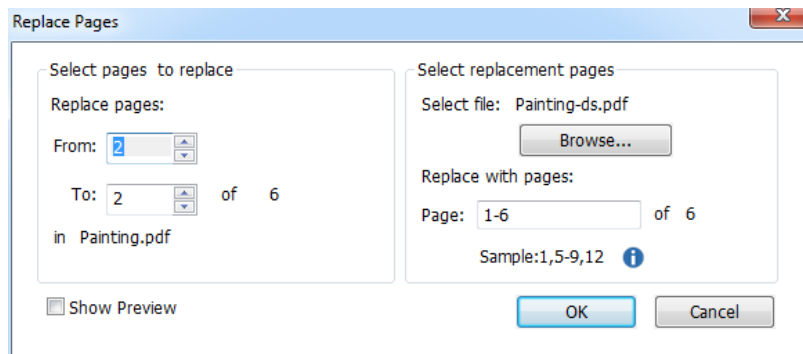 Replace Pages
Select pages to replace
Replace pages:
From: 2
To: 2 of 6
in Painting.pdf
Select replacement pages
Select file: Painting-ds.pdf
Browse...
Replace with pages:
Page: 1-6 of 6
Sample:1,5-9,12
Show Preview
OK
Cancel